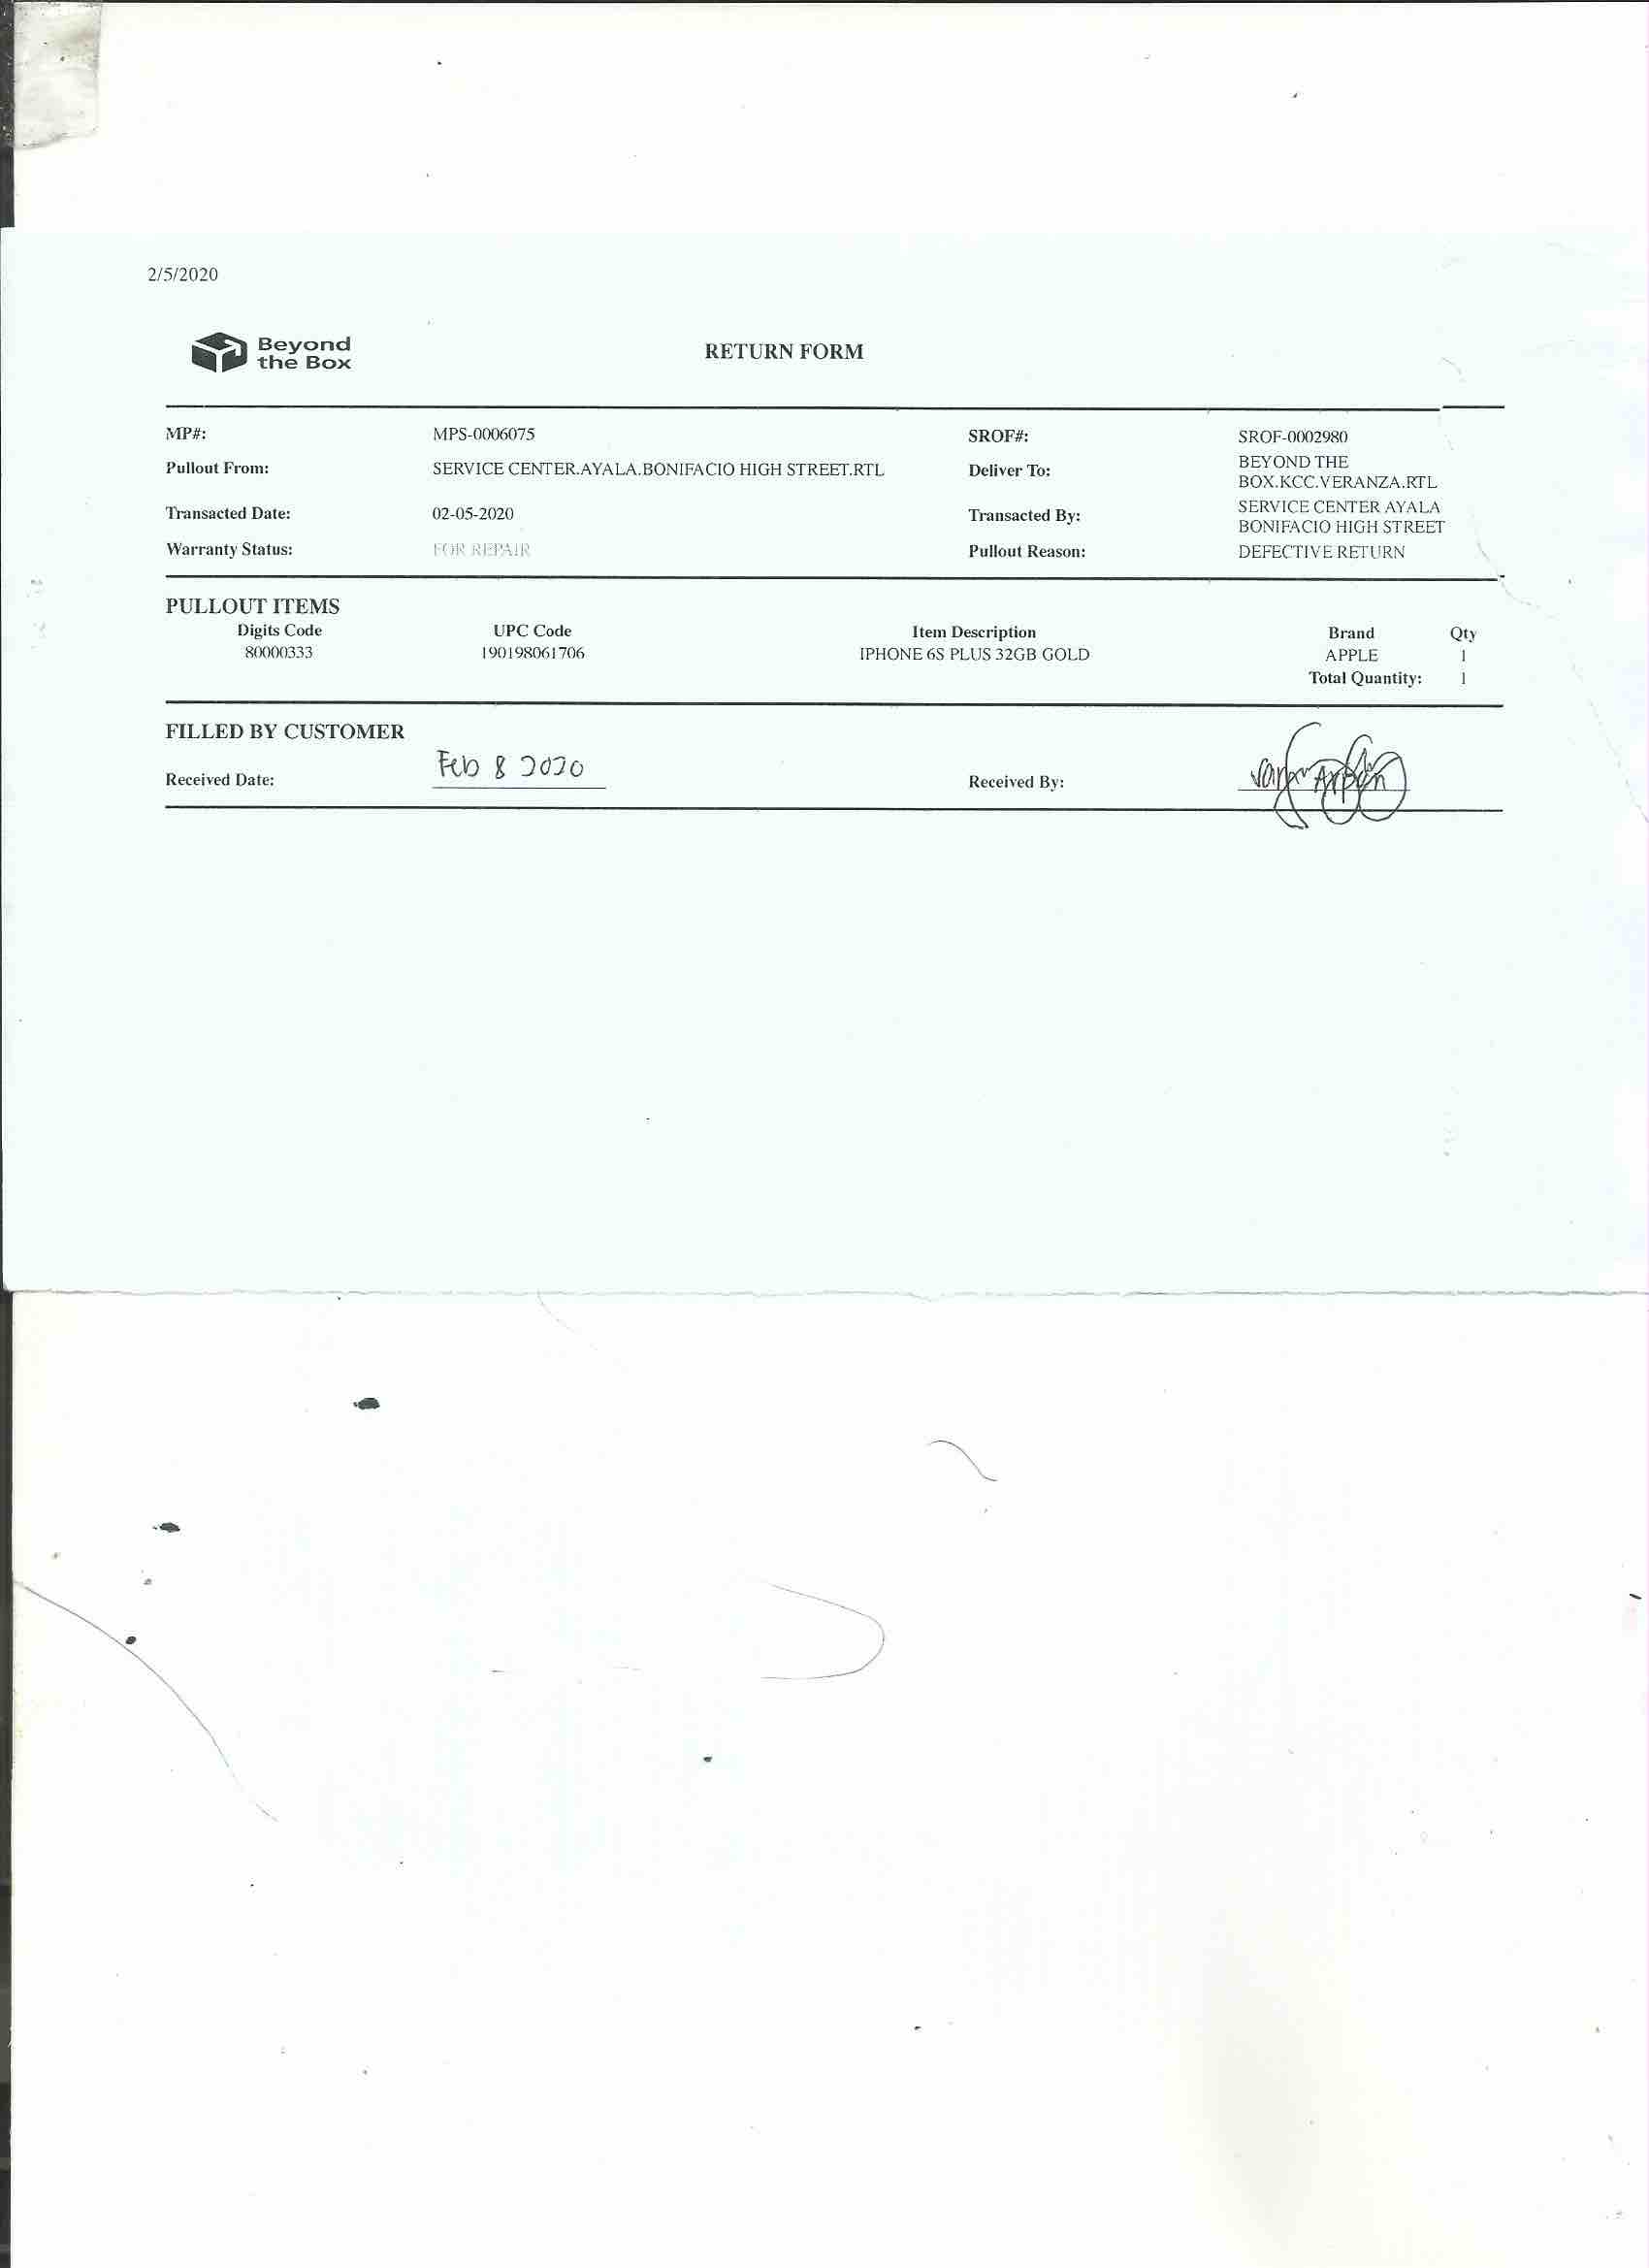 2/5/2020
Beyond
the Box
RETURN FORM
MP#: MPS-0006075 SROF#: SROF-0002980
Pullout From: SERVICE CENTER.AYALA.BONIFACIO HIGH STREET.RTL Deliver To: BEYOND THE
BOX.KCC.VERANZA.RTL
Transacted Date: 02-05-2020 Transacted By: SERVICE CENTER AYALA
BONIFACIO HIGH STREET
Warranty Status: FOR REPAIR Pullout Reason: DEFECTIVE RETURN
PULLOUT ITEMS
Digits Code UPC Code Item Description Brand Qty
80000333 190198061706 IPHONE 6S PLUS 32GB GOLD APPLE 1
Total Quantity: 1
FILLED BY CUSTOMER
Received Date: Feb 8 2020 Received By: